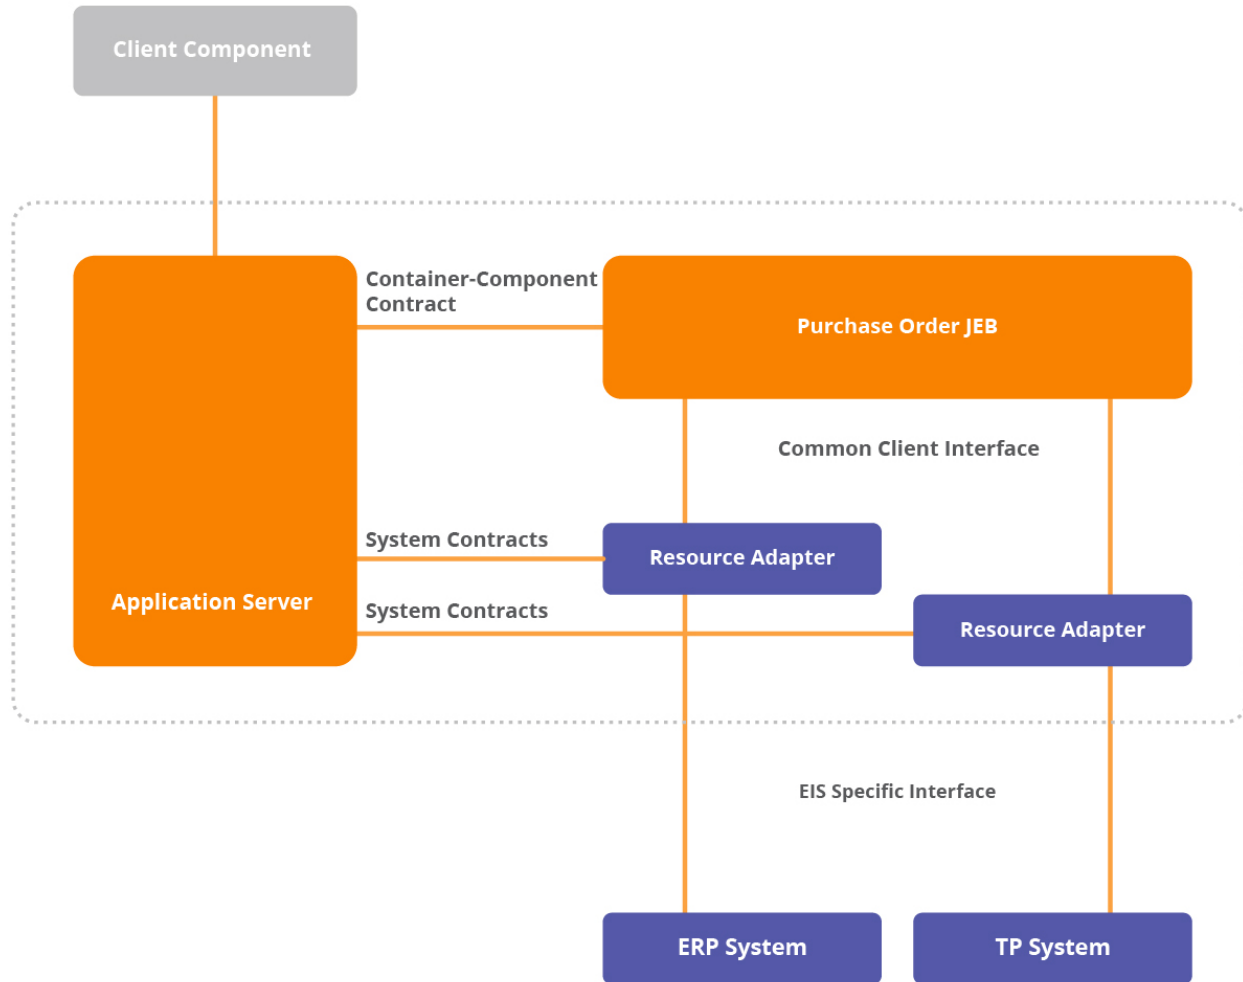 Client Component
Container-Component
Contract
Purchase Order JEB
Common Client Interface
System Contracts
Resource Adapter
Application Server
System Contracts
Resource Adapter
EIS Specific Interface
ERP System
TP System